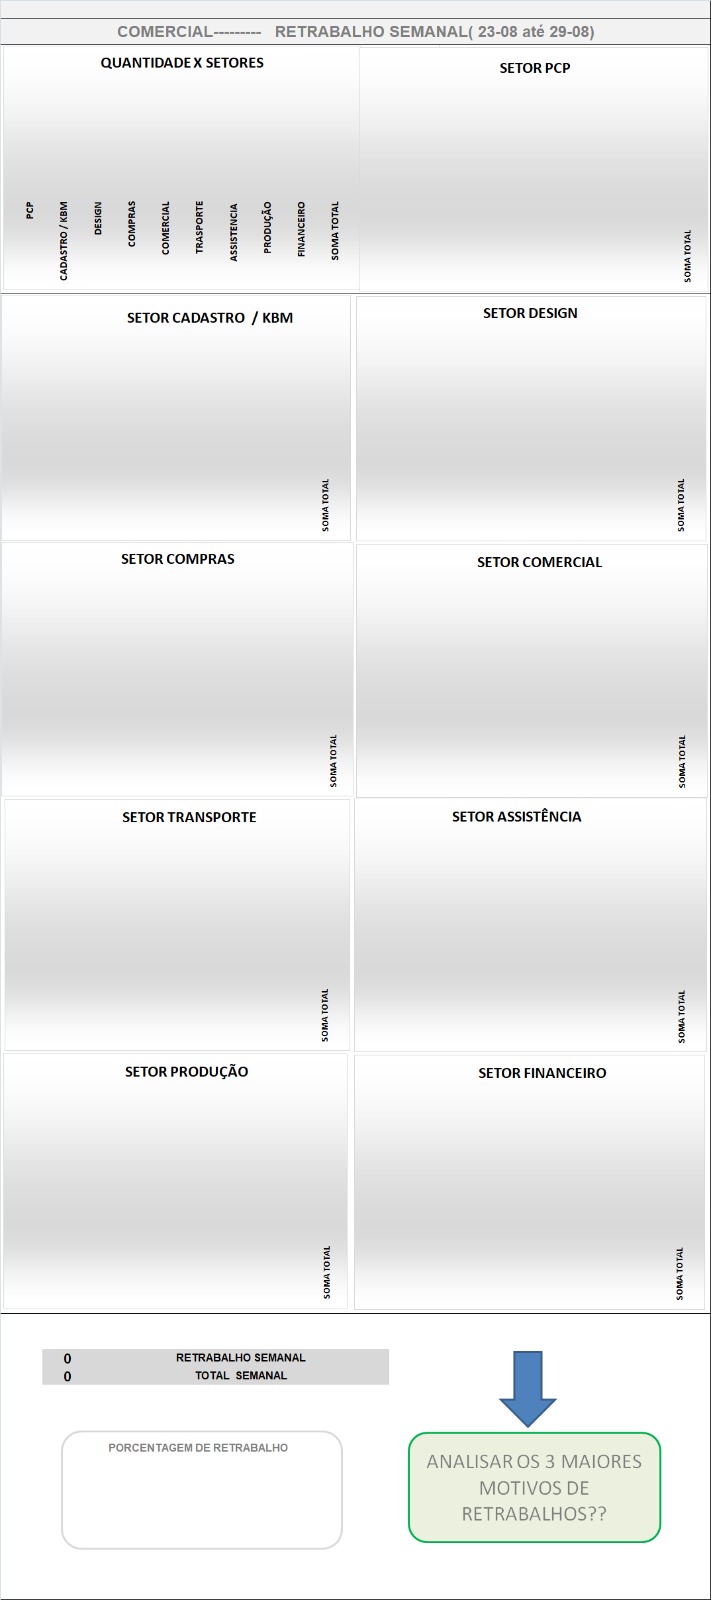 COMERCIAL--------- RETRABALHO SEMANAL( 23-08 até 29-08)
QUANTIDADE X SETORES
PCP
CADASTRO / KBM
DESIGN
COMPRAS
COMERCIAL
TRASPORTE
ASSISTENCIA
PRODUÇÃO
FINANCEIRO
SOMA TOTAL
SETOR PCP
SOMA TOTAL
SETOR CADASTRO / KBM
SOMA TOTAL
SETOR DESIGN
SOMA TOTAL
SETOR COMPRAS
SOMA TOTAL
SETOR COMERCIAL
SOMA TOTAL
SETOR TRANSPORTE
SOMA TOTAL
SETOR ASSISTÊNCIA
SOMA TOTAL
SETOR PRODUÇÃO
SOMA TOTAL
SETOR FINANCEIRO
SOMA TOTAL
0 RETRABALHO SEMANAL
0 TOTAL SEMANAL
PORCENTAGEM DE RETRABALHO
ANALISAR OS 3 MAIORES
MOTIVOS DE
RETRABALHOS??